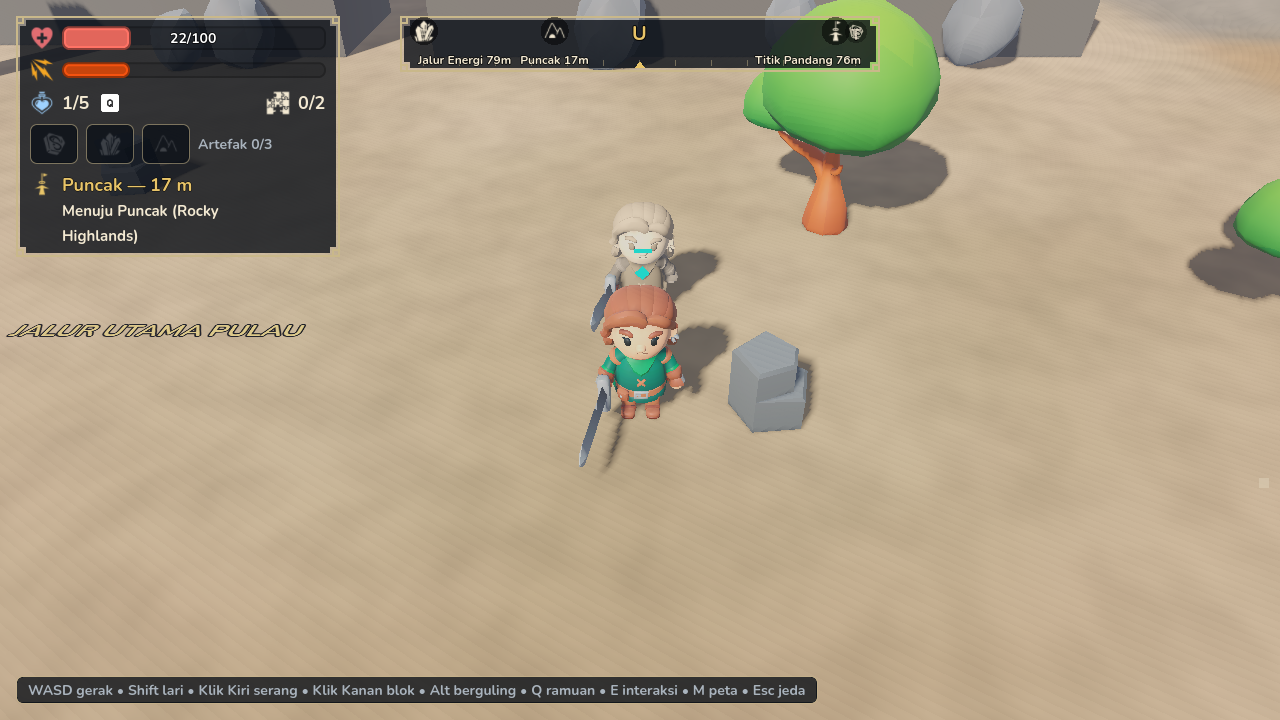 22/100
1/5 Q 0/2
Artefak 0/3
Puncak — 17 m
Menuju Puncak (Rocky
Highlands)
U
Jalur Energi 79m Puncak 17m Titik Pandang 76m
JALUR UTAMA PULAU
WASD gerak • Shift lari • Klik Kiri serang • Klik Kanan blok • Alt berguling • Q ramuan • E interaksi • M peta • Esc jeda